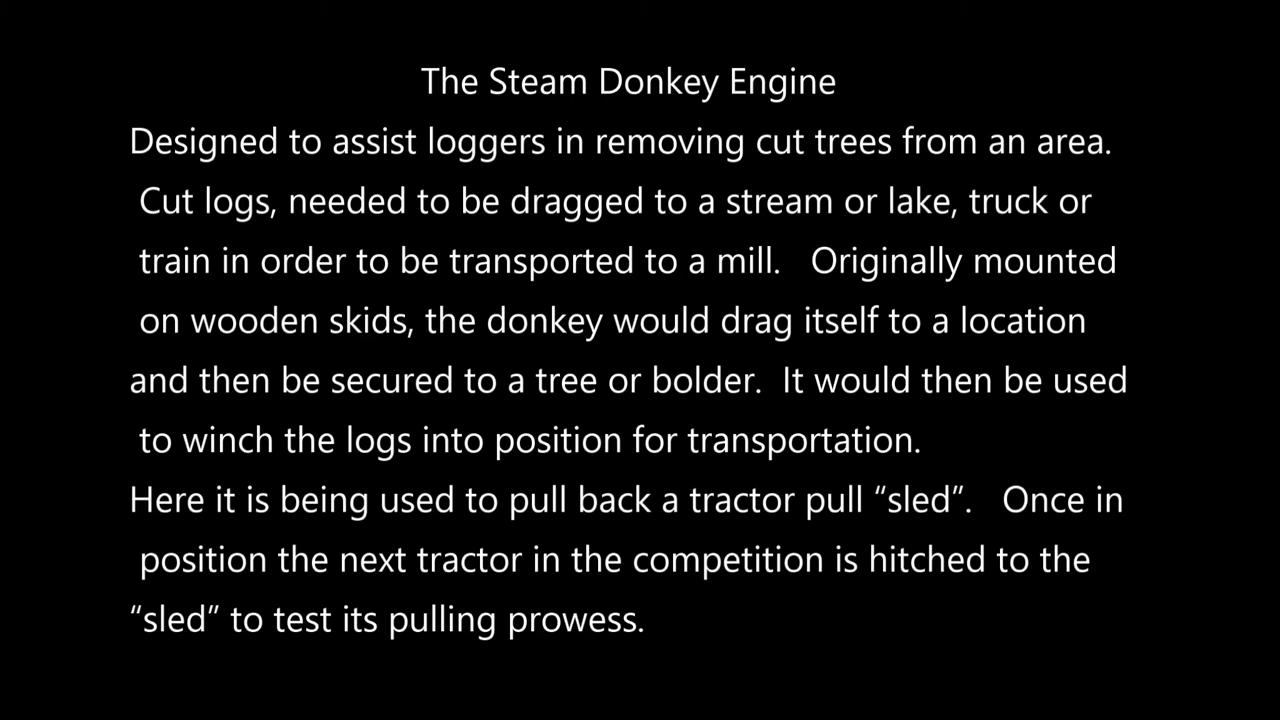 The Steam Donkey Engine
Designed to assist loggers in removing cut trees from an area.
Cut logs, needed to be dragged to a stream or lake, truck or
train in order to be transported to a mill.   Originally mounted
on wooden skids, the donkey would drag itself to a location
and then be secured to a tree or bolder.  It would then be used
to winch the logs into position for transportation.
Here it is being used to pull back a tractor pull “sled”.   Once in
position the next tractor in the competition is hitched to the
“sled” to test its pulling prowess.